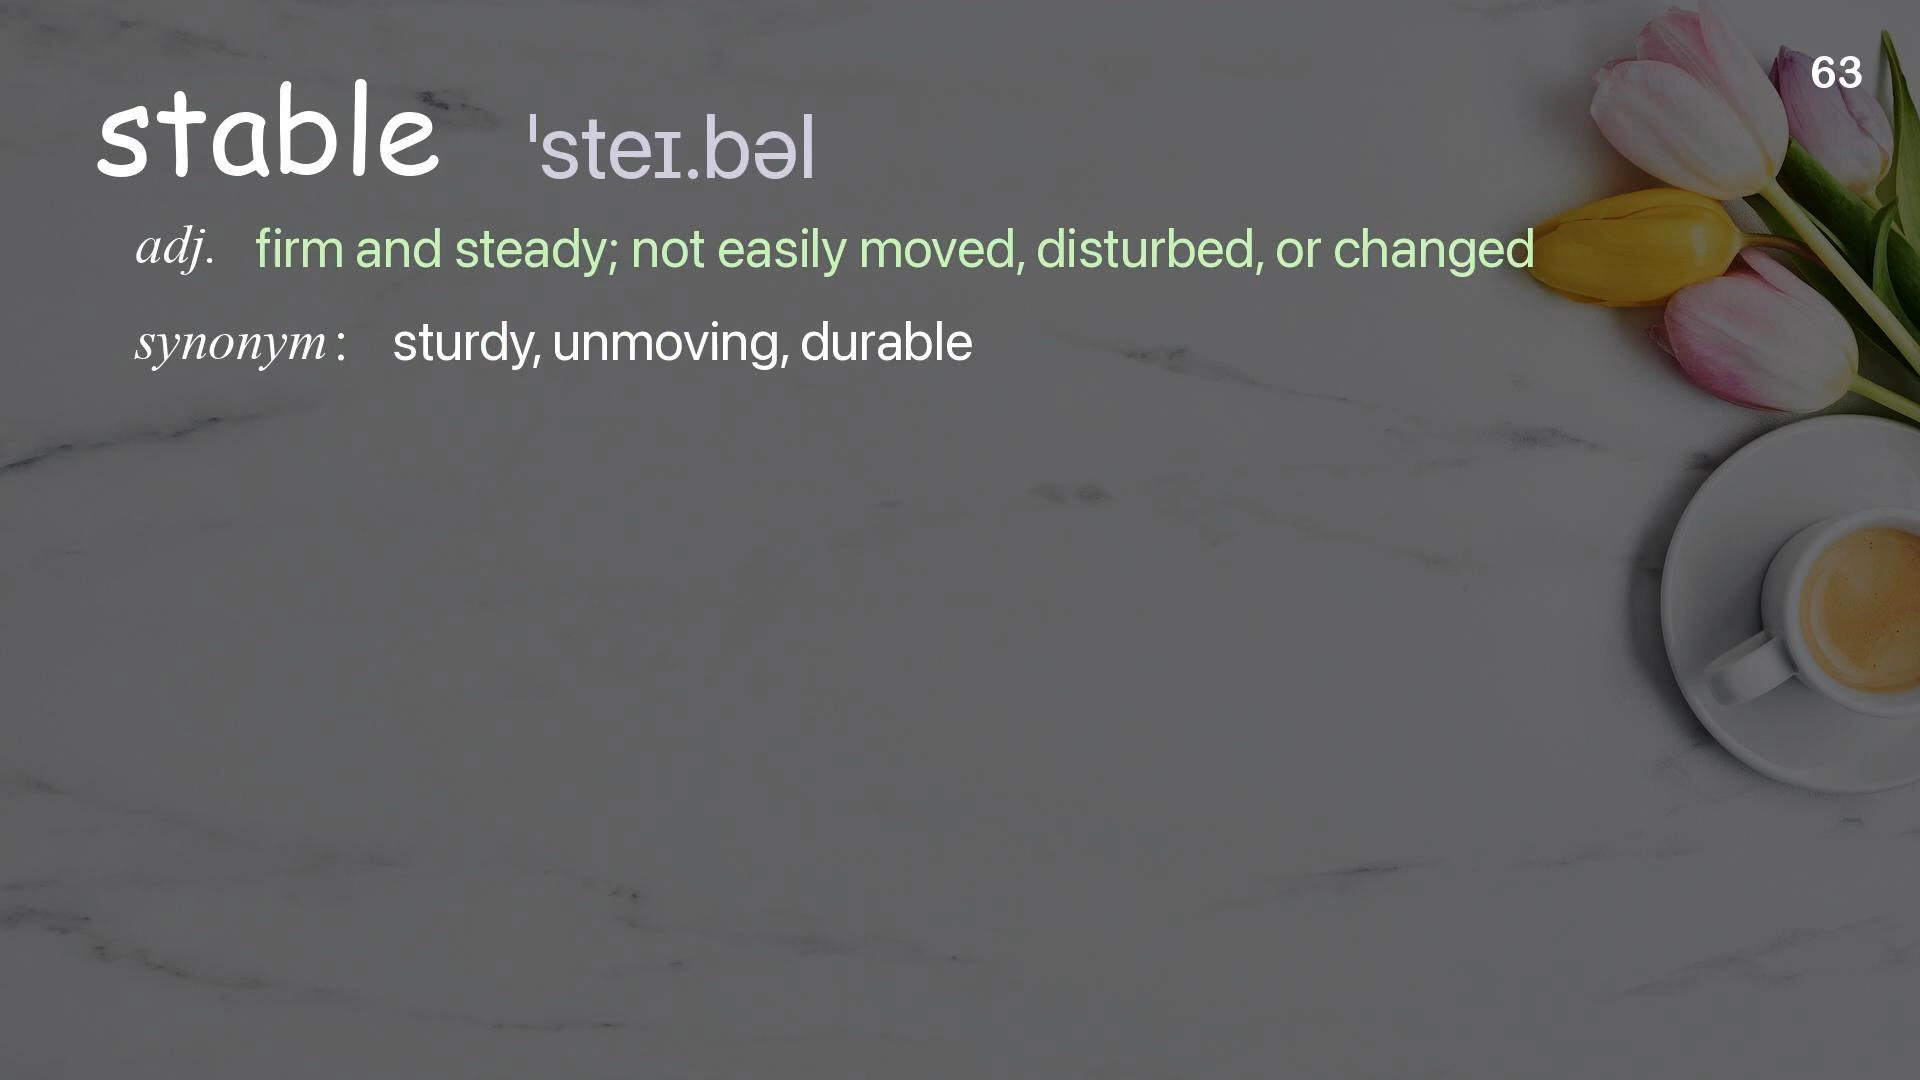 63
stable ˈsteɪ.bəl
adj. firm and steady; not easily moved, disturbed, or changed
synonym : sturdy, unmoving, durable